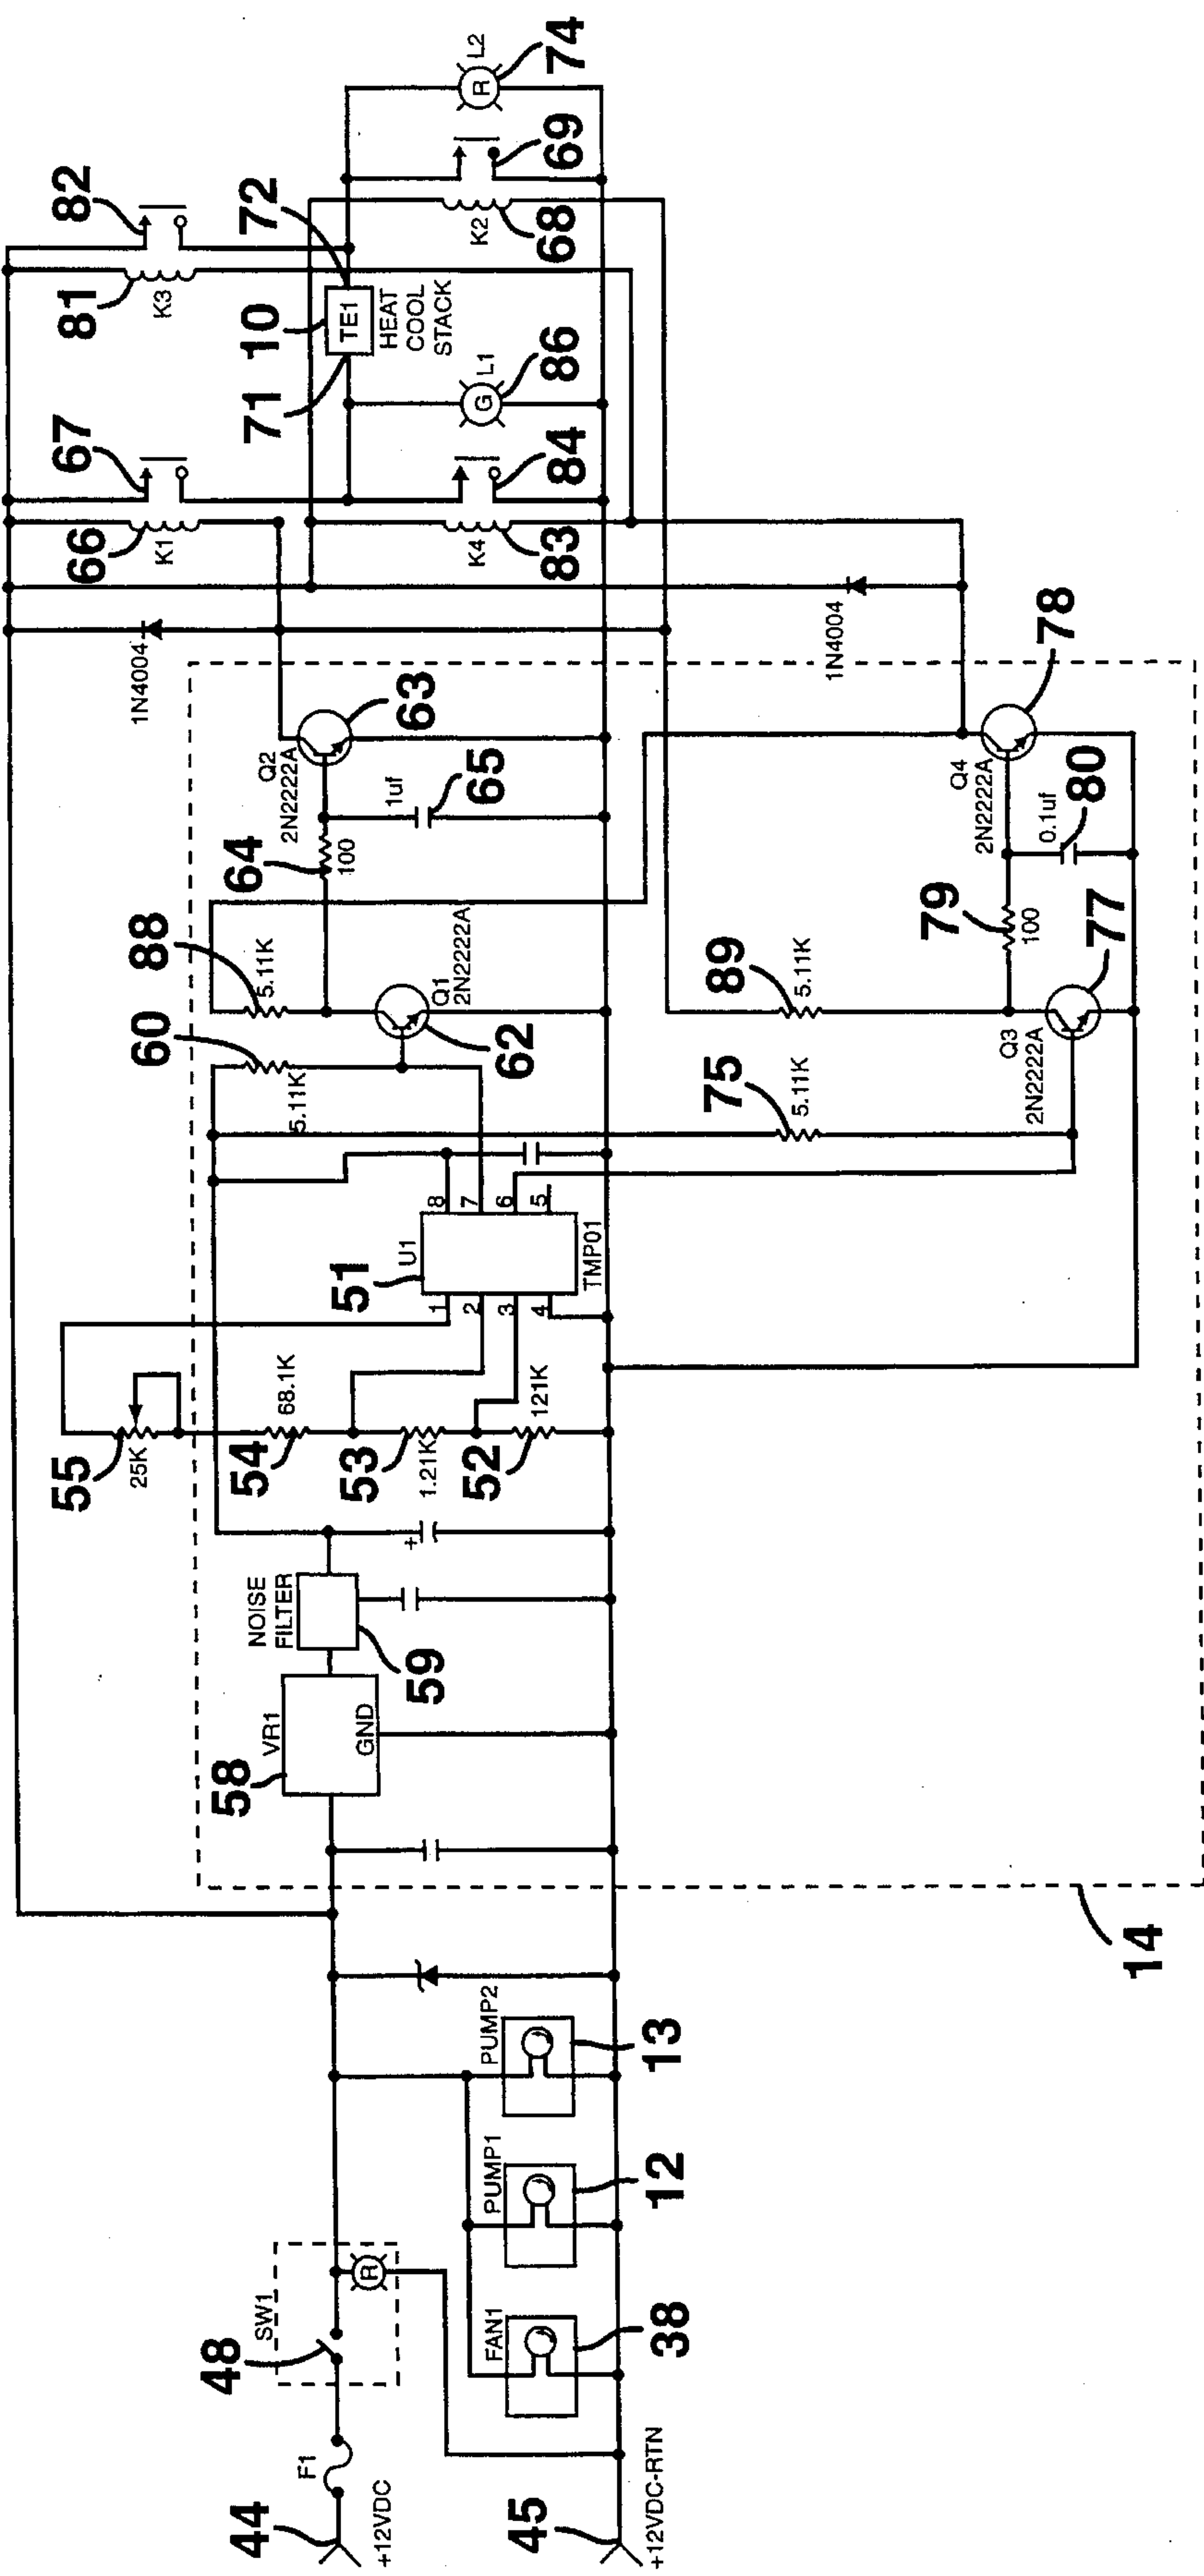 44
+12VDC
F1
48
SW1
R
45
+12VDC-RTN
FAN1
38
PUMP1
12
PUMP2
13
14
58
VR1
GND
NOISE
FILTER
59
+
55
25K
54
68.1K
53
1.21K
52
121K
51
U1
TMP01
1
2
3
4
8
7
6
5
60
5.11K
88
5.11K
62
Q1
2N2222A
64
100
1uf
65
Q2
2N2222A
63
75
5.11K
89
5.11K
Q3
2N2222A
77
79
100
0.1uf
80
Q4
2N2222A
78
1N4004
1N4004
66
K1
67
K4
83
84
G
L1
86
71
10
TE1
HEAT
COOL
STACK
72
81
K3
82
K2
68
69
R
L2
74